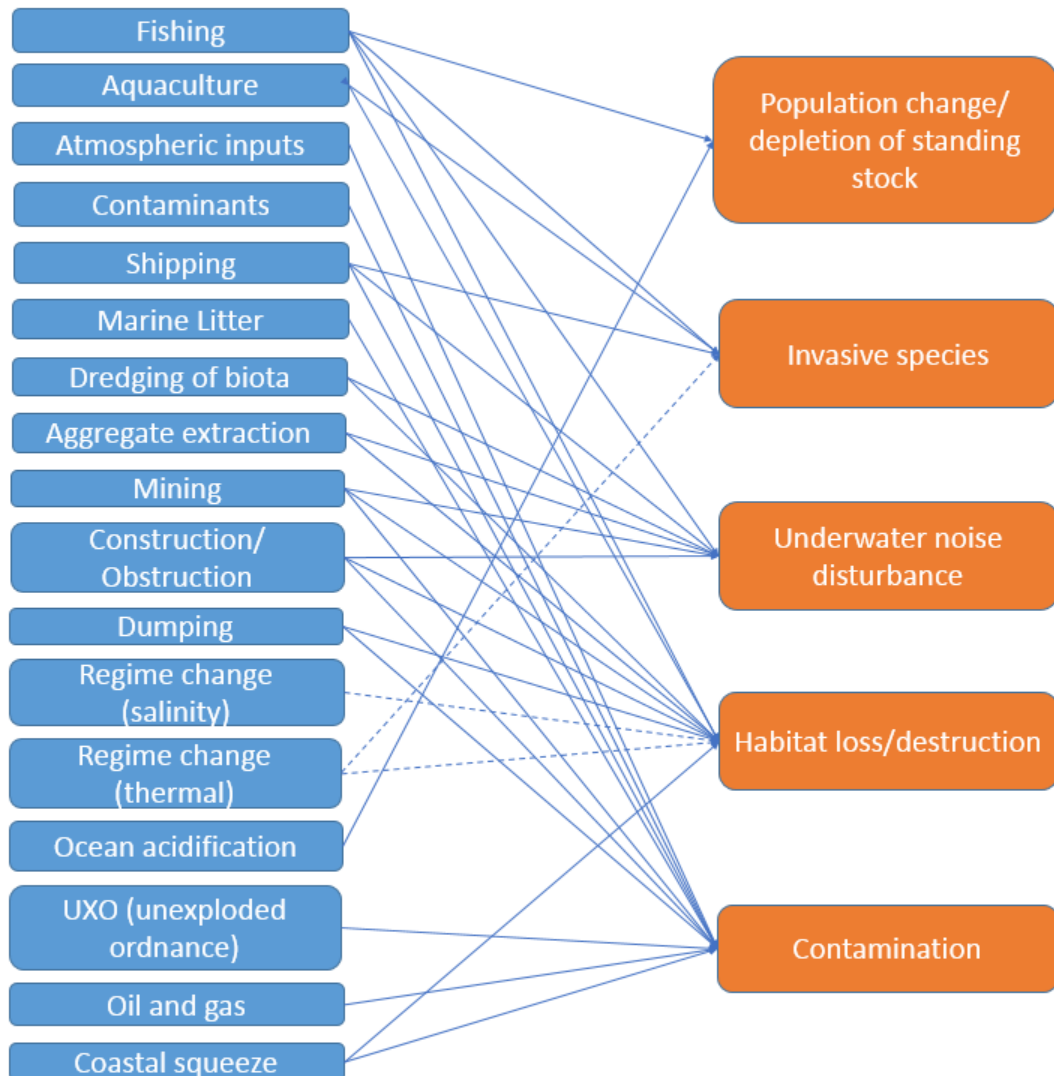 Fishing
Aquaculture
Atmospheric inputs
Contaminants
Shipping
Marine Litter
Dredging of biota
Aggregate extraction
Mining
Construction/
Obstruction
Dumping
Regime change
(salinity)
Regime change
(thermal)
Ocean acidification
UXO (unexploded
ordnance)
Oil and gas
Coastal squeeze
Population change/
depletion of standing
stock
Invasive species
Underwater noise
disturbance
Habitat loss/destruction
Contamination